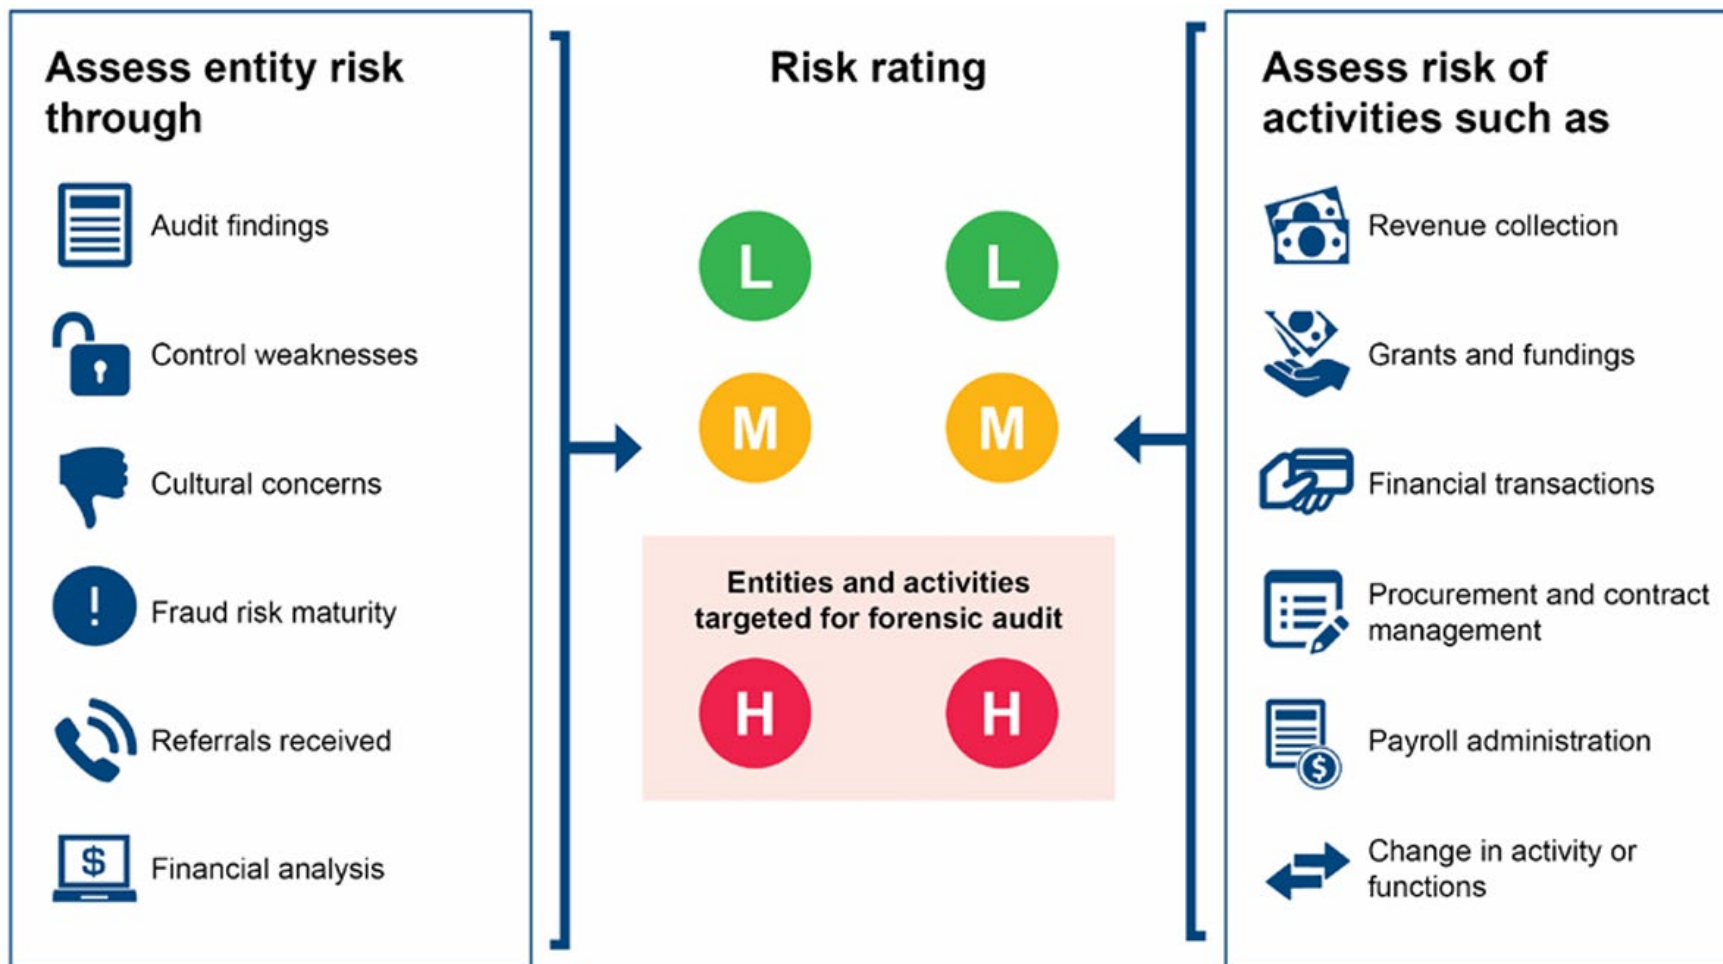 Assess entity risk
through
Audit findings
Control weaknesses
Cultural concerns
!
Fraud risk maturity
Referrals received
$
Financial analysis
Risk rating
L L
M M
Entities and activities
targeted for forensic audit
H H
Assess risk of
activities such as
Revenue collection
Grants and fundings
Financial transactions
Procurement and contract
management
Payroll administration
$
Change in activity or
functions